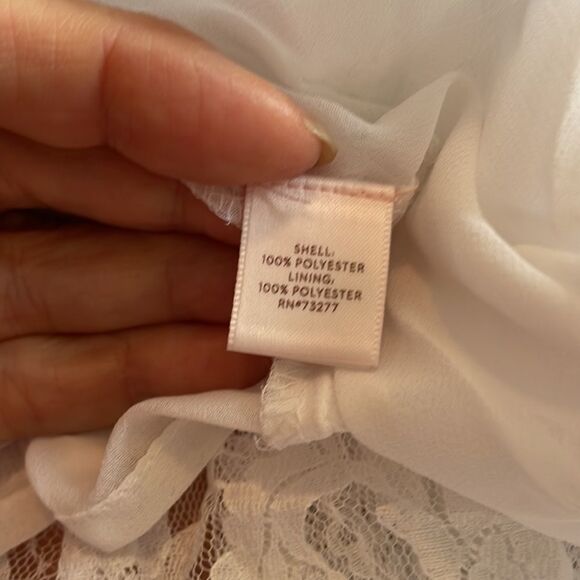 SHELL:
100% POLYESTER
LINING:
100% POLYESTER
RN#73277